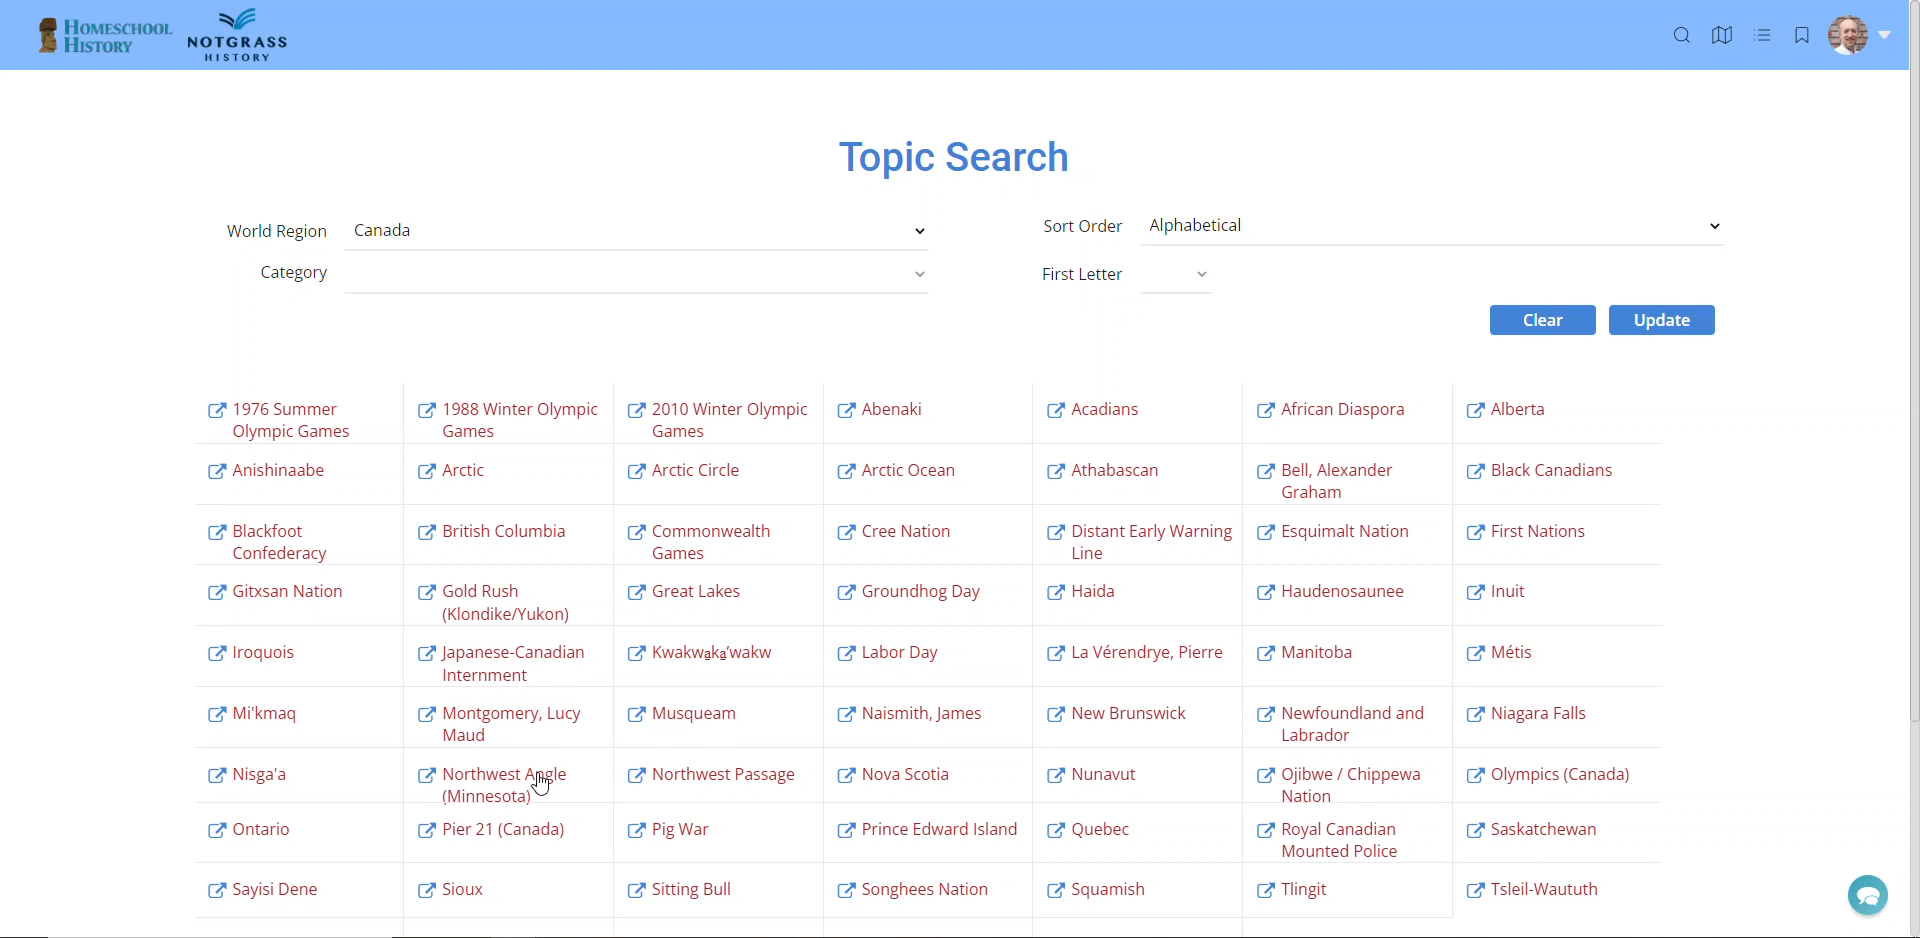 HOMESCHOOL
HISTORY
NOTGRASS
HISTORY
Topic Search
World Region Canada
Sort Order Alphabetical
Category
First Letter
Clear Update
1976 Summer
Olympic Games
1988 Winter Olympic
Games
2010 Winter Olympic
Games
Abenaki
Acadians
African Diaspora
Alberta
Anishinaabe
Arctic
Arctic Circle
Arctic Ocean
Athabascan
Bell, Alexander
Graham
Black Canadians
Blackfoot
Confederacy
British Columbia
Commonwealth
Games
Cree Nation
Distant Early Warning
Line
Esquimalt Nation
First Nations
Gitxsan Nation
Gold Rush
(Klondike/Yukon)
Great Lakes
Groundhog Day
Haida
Haudenosaunee
Inuit
Iroquois
Japanese-Canadian
Internment
Kwakwa̱ka̱ʼwakw
Labor Day
La Vérendrye, Pierre
Manitoba
Métis
Mi'kmaq
Montgomery, Lucy
Maud
Musqueam
Naismith, James
New Brunswick
Newfoundland and
Labrador
Niagara Falls
Nisga'a
Northwest Angle
(Minnesota)
Northwest Passage
Nova Scotia
Nunavut
Ojibwe / Chippewa
Nation
Olympics (Canada)
Ontario
Pier 21 (Canada)
Pig War
Prince Edward Island
Quebec
Royal Canadian
Mounted Police
Saskatchewan
Sayisi Dene
Sioux
Sitting Bull
Songhees Nation
Squamish
Tlingit
Tsleil-Waututh